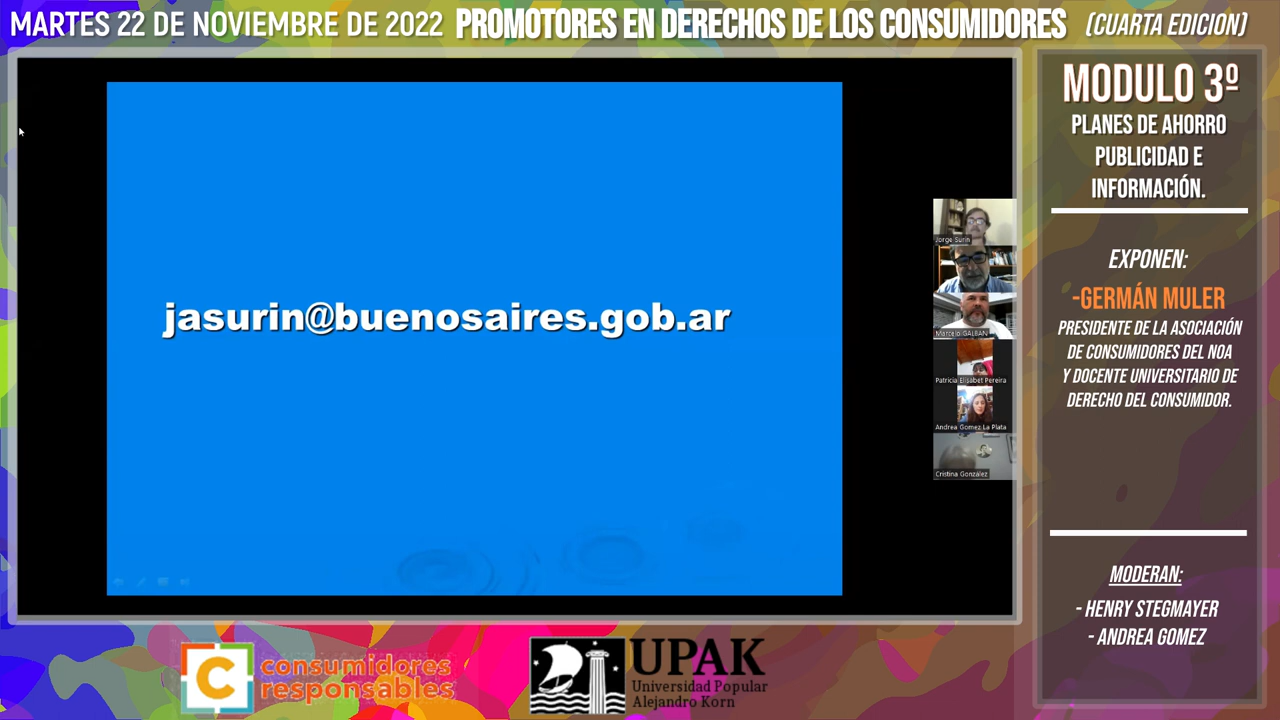 MARTES 22 DE NOVIEMBRE DE 2022 PROMOTORES EN DERECHOS DE LOS CONSUMIDORES (CUARTA EDICION)
jasurin@buenosaires.gob.ar
Jorge Surin
Marcelo GALBAN
Patricia Elisabet Pereira
Andrea Gomez La Plata
Cristina Gonzalez
MODULO 3º
PLANES DE AHORRO
PUBLICIDAD E
INFORMACIÓN.
EXPONEN:
-GERMÁN MULER
PRESIDENTE DE LA ASOCIACIÓN
DE CONSUMIDORES DEL NOA
Y DOCENTE UNIVERSITARIO DE
DERECHO DEL CONSUMIDOR.
MODERAN:
- HENRY STEGMAYER
- ANDREA GOMEZ
C consumidores
responsables
UPAK
Universidad Popular
Alejandro Korn